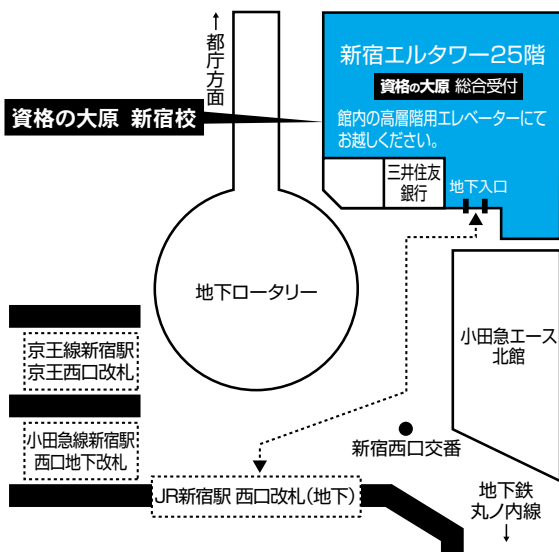 ↑都庁方面
新宿エルタワー25階
資格の大原 総合受付
資格の大原 新宿校
館内の高層階用エレベーターにて
お越しください。
三井住友
銀行
地下入口
地下ロータリー
小田急エース
北館
京王線新宿駅
京王西口改札
小田急線新宿駅
西口地下改札
新宿西口交番
JR新宿駅 西口改札(地下)
地下鉄
丸ノ内線
↓